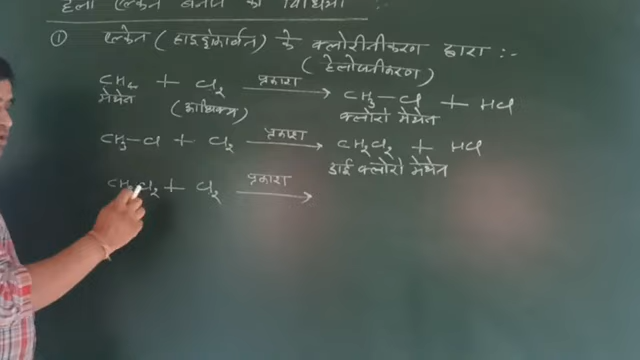 हैलो एल्केन बनाने की विधियाँ :
① एल्केन (हाइड्रोकार्बन) के क्लोरीनीकरण द्वारा :-
(हैलोजनीकरण)
CH₄ + Cl₂ प्रकाश → CH₃-Cl + HCl
मेथेन (आधिक्य) क्लोरो मेथेन
CH₃-Cl + Cl₂ प्रकाश → CH₂Cl₂ + HCl
डाई क्लोरो मेथेन
CH₂Cl₂ + Cl₂ प्रकाश →